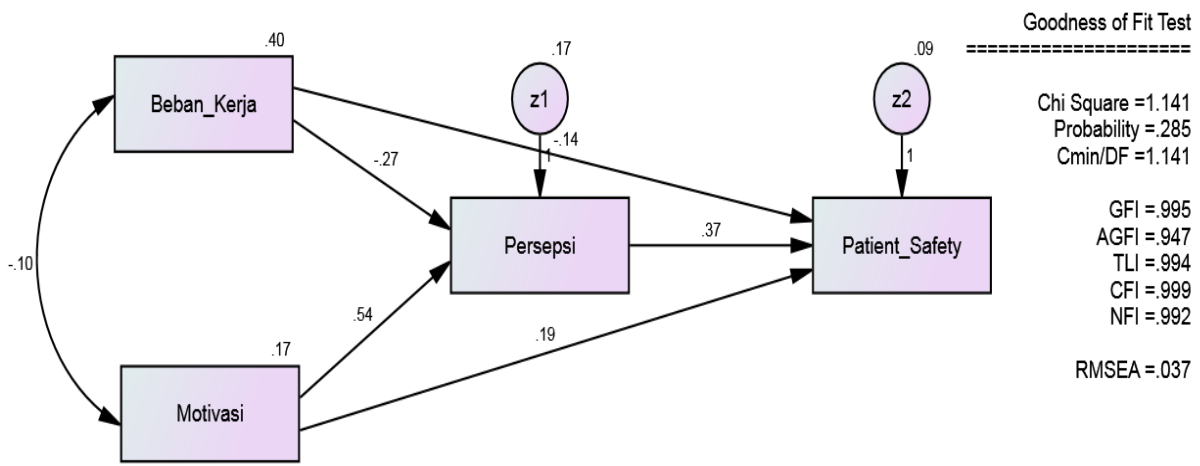 Goodness of Fit Test
======================
Chi Square =1.141
Probability =.285
Cmin/DF =1.141
GFI =.995
AGFI =.947
TLI =.994
CFI =.999
NFI =.992
RMSEA =.037
.40
Beban_Kerja
.17
z1
1
.09
z2
1
-.14
-.27
Persepsi
.37
Patient_Safety
-.10
.54
.19
.17
Motivasi